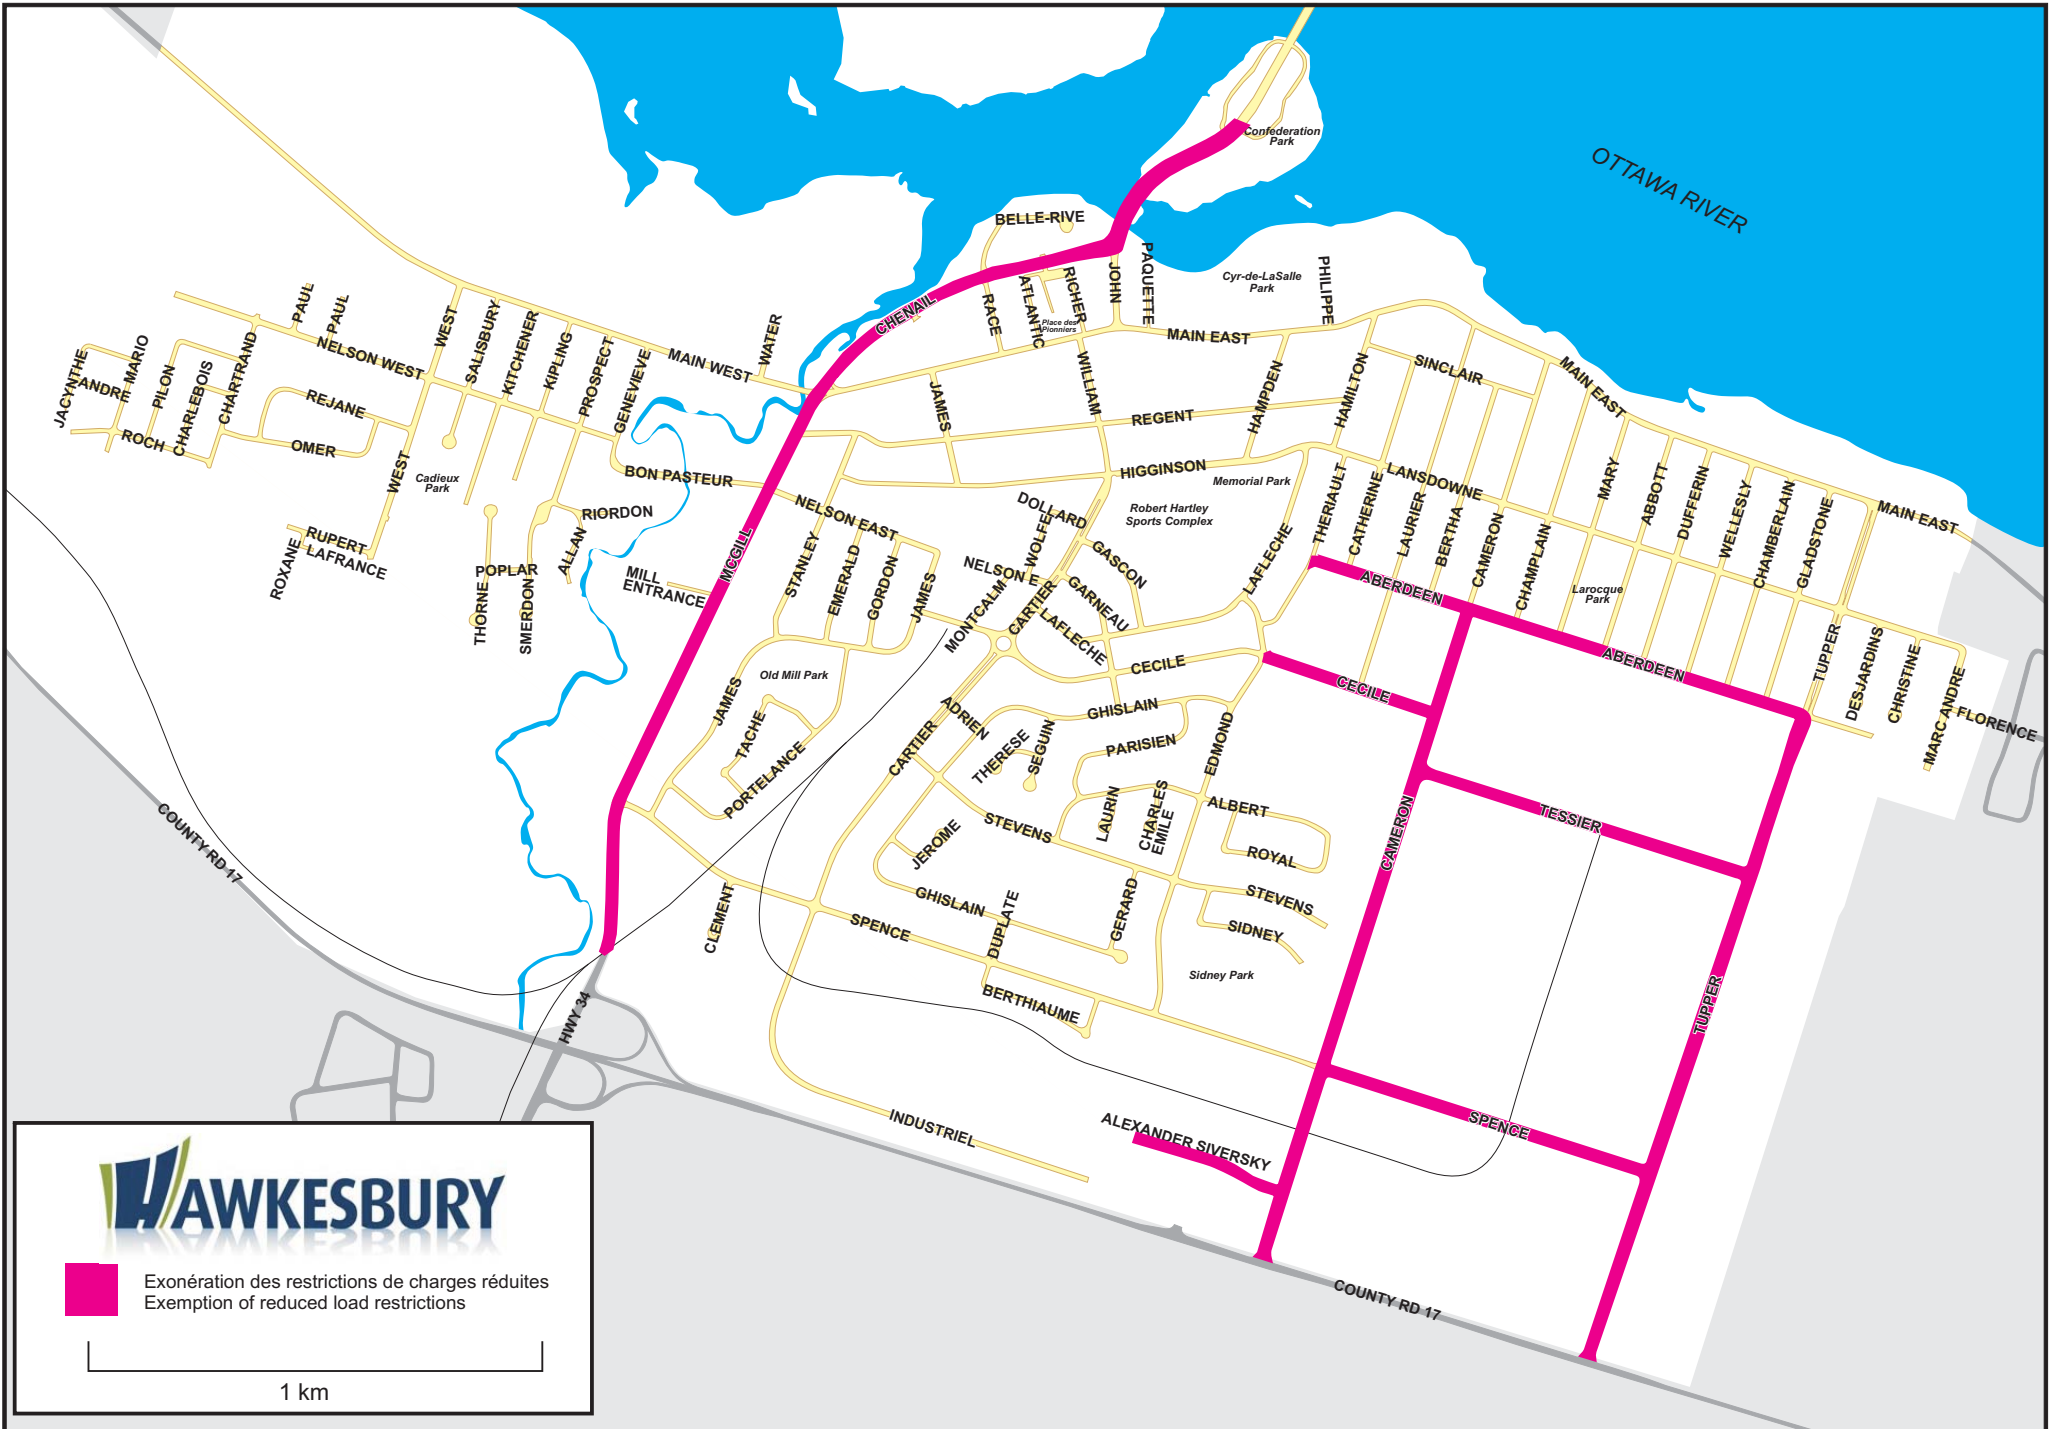 Confederation
Park
OTTAWA RIVER
BELLE-RIVE
PAQUETTE
JOHN
RICHER
ATLANTIC
RACE
Place des
Pionniers
Cyr-de-LaSalle
Park
PHILIPPE
CHENAIL
MAIN EAST
PAUL
PAUL
WEST
SALISBURY
KITCHENER
KIPLING
PROSPECT
GENEVIEVE
MAIN WEST
WATER
NELSON WEST
JACYNTHE
ANDRE
MARIO
PILON
CHARLEBOIS
CHARTRAND
REJANE
ROCH
OMER
WEST
Cadieux
Park
JAMES
WILLIAM
REGENT
HAMPDEN
HAMILTON
SINCLAIR
MAIN EAST
BON PASTEUR
HIGGINSON
Memorial Park
LANSDOWNE
RIORDON
RUPERT
LAFRANCE
ROXANE
POPLAR
THORNE
SMERDON
ALLAN
MILL
ENTRANCE
MCGILL
NELSON EAST
STANLEY
EMERALD
GORDON
JAMES
DOLLARD
WOLFE
Robert Hartley
Sports Complex
GASCON
NELSON E
MONTCALM
CARTIER
GARNEAU
LAFLECHE
LAFLECHE
THERIAULT
CATHERINE
LAURIER
BERTHA
CAMERON
CHAMPLAIN
MARY
ABBOTT
DUFFERIN
WELLESLY
CHAMBERLAIN
GLADSTONE
MAIN EAST
Larocque
Park
ABERDEEN
ABERDEEN
TUPPER
DESJARDINS
CHRISTINE
MARC ANDRE
FLORENCE
Old Mill Park
JAMES
TACHE
PORTELANCE
CECILE
CECILE
ADRIEN
CARTIER
GHISLAIN
THERESE
SEGUIN
PARISIEN
EDMOND
COUNTY RD 17
STEVENS
JEROME
LAURIN
CHARLES
EMILE
ALBERT
ROYAL
CAMERON
TESSIER
CLEMENT
GHISLAIN
SPENCE
DUPLATE
GERARD
STEVENS
SIDNEY
Sidney Park
BERTHIAUME
TUPPER
HWY 34
INDUSTRIEL
ALEXANDER SIVERSKY
SPENCE
COUNTY RD 17
HAWKESBURY
Exonération des restrictions de charges réduites
Exemption of reduced load restrictions
1 km